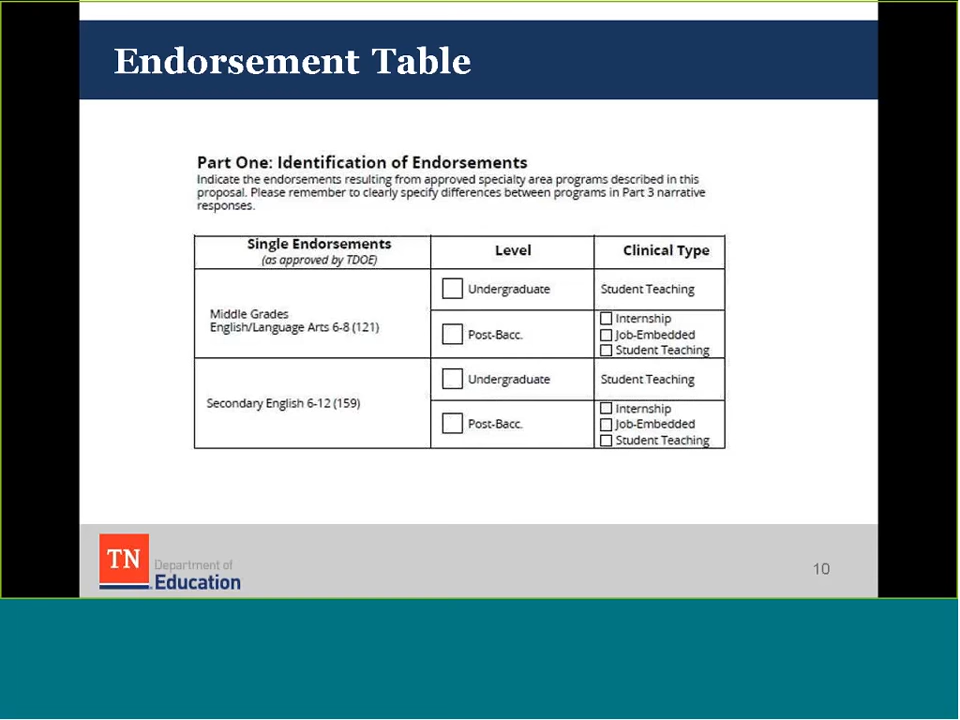 Endorsement Table
Part One: Identification of Endorsements
Indicate the endorsements resulting from approved specialty area programs described in this
proposal. Please remember to clearly specify differences between programs in Part 3 narrative
responses.
Single Endorsements
(as approved by TDOE)
Level
Clinical Type
Middle Grades
English/Language Arts 6-8 (121)
Undergraduate
Student Teaching
Post-Bacc.
Internship
Job-Embedded
Student Teaching
Secondary English 6-12 (159)
Undergraduate
Student Teaching
Post-Bacc.
Internship
Job-Embedded
Student Teaching
TN
Department of
Education
10